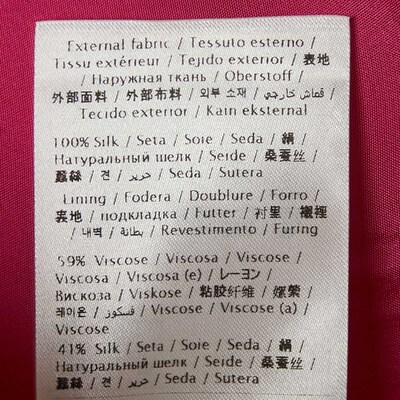 External fabric / Tessuto esterno /
Tissu extérieur / Tejido exterior / 表地
/ Наружная ткань / Oberstoff /
外部面料 / 外部布料 / 외부 소재 / قماش خارجي /
Tecido exterior / Kain eksternal
100% Silk / Seta / Soie / Seda / 絹 /
Натуральный шелк / Seide / 桑蚕丝 /
蠶絲 / 견 / حرير / Seda / Sutera
Lining / Fodera / Doublure / Forro /
裏地 / подкладка / Futter / 衬里 / 襯裡
/ 내벽 / بطانة / Revestimento / Furing
59% Viscose / Viscosa / Viscose /
Viscosa / Viscosa (e) / レーヨン /
Вискоза / Viskose / 粘胶纤维 / 嫘縈 /
레이온 / فسكوز / Viscose / Viscose (a) /
Viscose
41% Silk / Seta / Soie / Seda / 絹 /
Натуральный шелк / Seide / 桑蚕丝 /
蠶絲 / 견 / حرير / Seda / Sutera